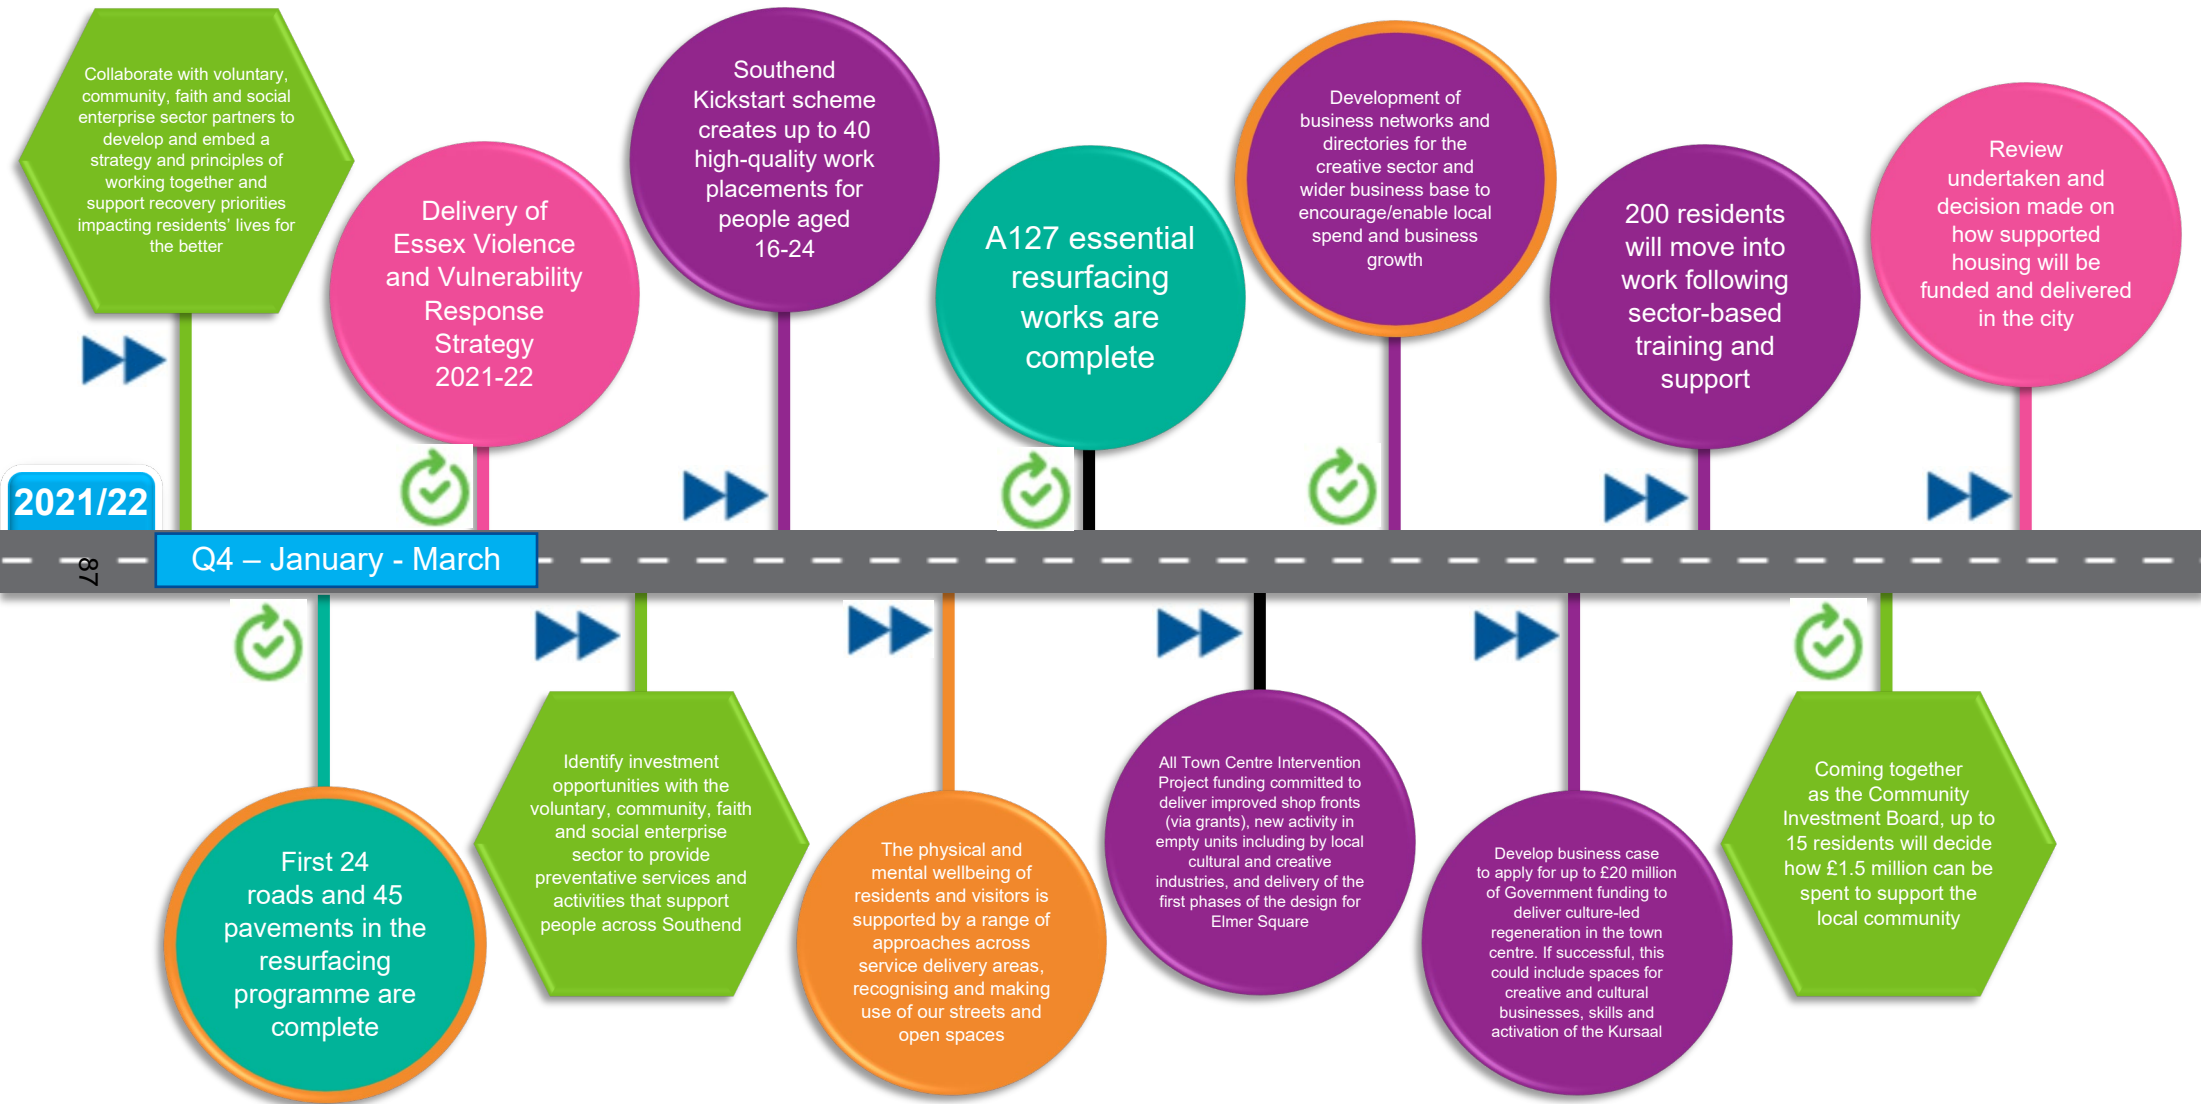 Collaborate with voluntary,
community, faith and social
enterprise sector partners to
develop and embed a
strategy and principles of
working together and
support recovery priorities
impacting residents' lives for
the better
Delivery of
Essex Violence
and Vulnerability
Response
Strategy
2021-22
Southend
Kickstart scheme
creates up to 40
high-quality work
placements for
people aged
16-24
A127 essential
resurfacing
works are
complete
Development of
business networks and
directories for the
creative sector and
wider business base to
encourage/enable local
spend and business
growth
200 residents
will move into
work following
sector-based
training and
support
Review
undertaken and
decision made on
how supported
housing will be
funded and delivered
in the city
2021/22
Q4 – January - March
87
First 24
roads and 45
pavements in the
resurfacing
programme are
complete
Identify investment
opportunities with the
voluntary, community, faith
and social enterprise
sector to provide
preventative services and
activities that support
people across Southend
The physical and
mental wellbeing of
residents and visitors is
supported by a range of
approaches across
service delivery areas,
recognising and making
use of our streets and
open spaces
All Town Centre Intervention
Project funding committed to
deliver improved shop fronts
(via grants), new activity in
empty units including by local
cultural and creative
industries, and delivery of the
first phases of the design for
Elmer Square
Develop business case
to apply for up to £20 million
of Government funding to
deliver culture-led
regeneration in the town
centre. If successful, this
could include spaces for
creative and cultural
businesses, skills and
activation of the Kursaal
Coming together
as the Community
Investment Board, up to
15 residents will decide
how £1.5 million can be
spent to support the
local community